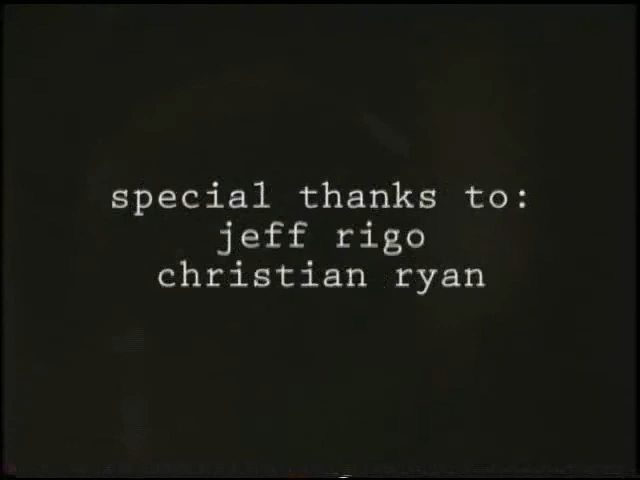 special thanks to:
jeff rigo
christian ryan